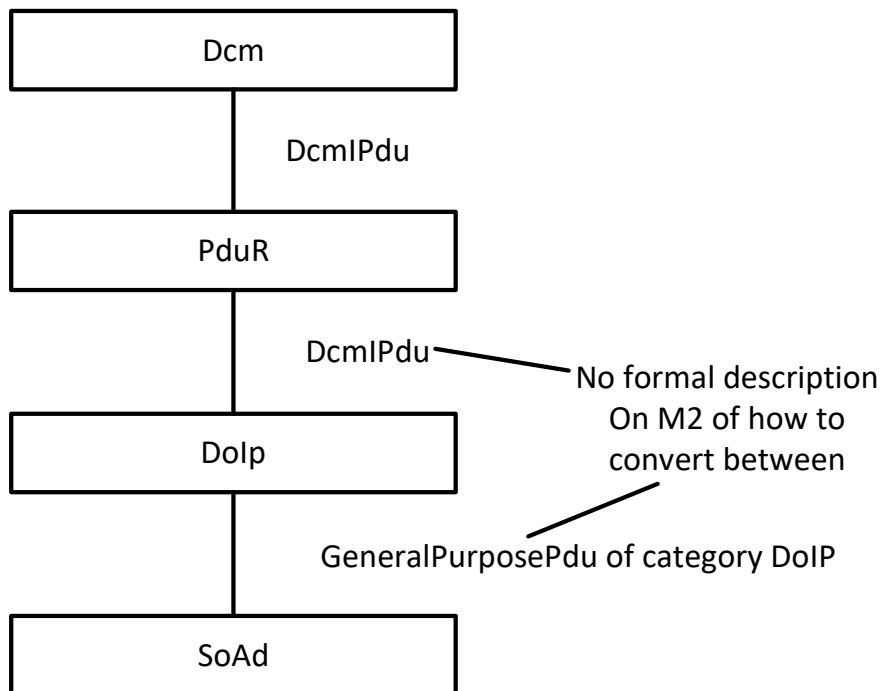 Dcm
DcmIPdu
PduR
DcmIPdu
No formal description
On M2 of how to
convert between
DoIp
GeneralPurposePdu of category DoIP
SoAd